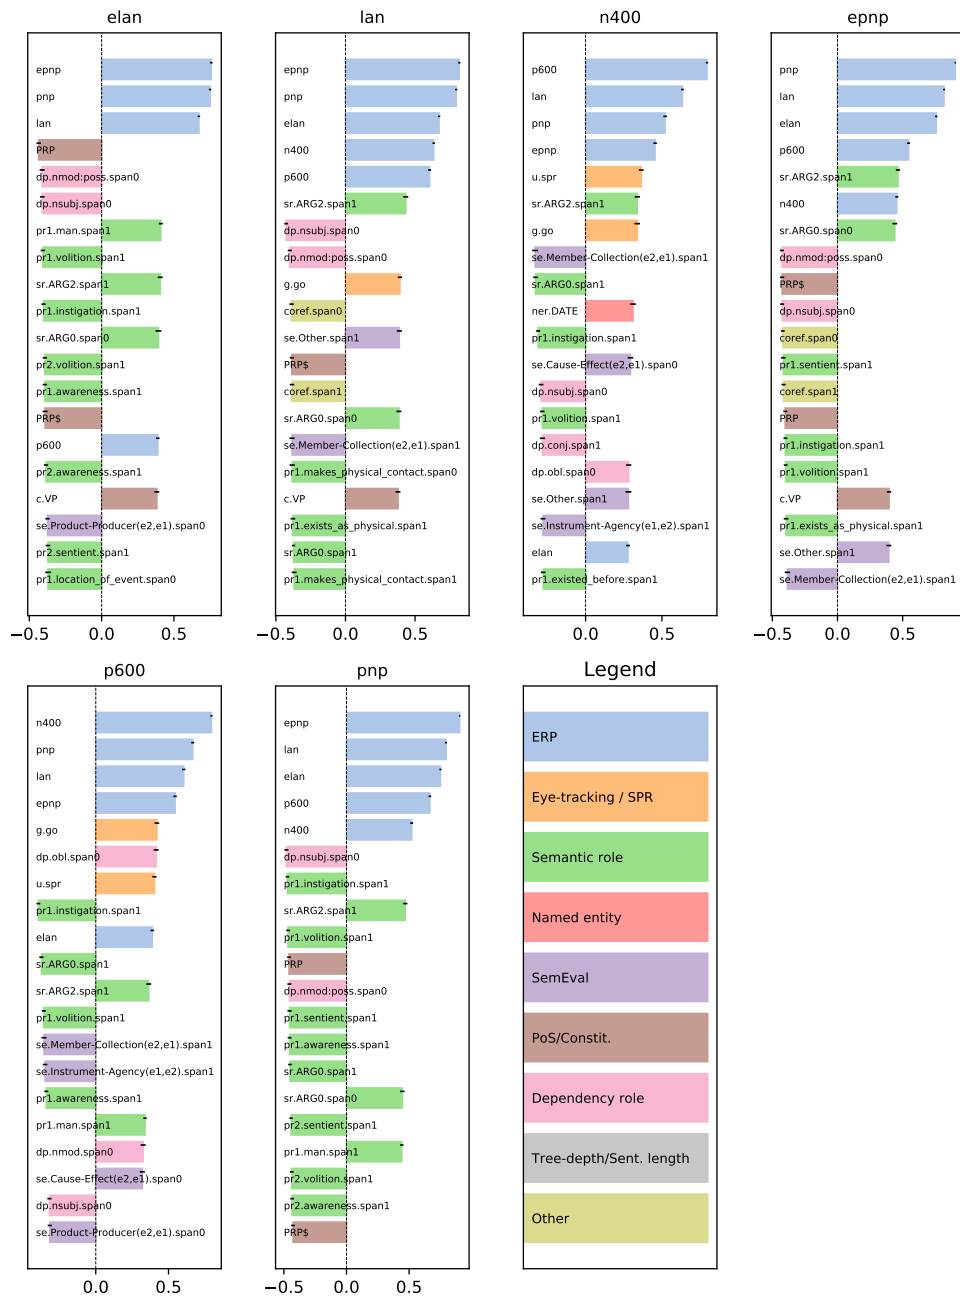 elan
epnp
pnp
lan
PRP
dp.nmod:poss.span0
dp.nsubj.span0
pr1.man.span1
pr1.volition.span1
sr.ARG2.span1
pr1.instigation.span1
sr.ARG0.span0
pr2.volition.span1
pr1.awareness.span1
PRP$
p600
pr2.awareness.span1
c.VP
se.Product-Producer(e2,e1).span0
pr2.sentient.span1
pr1.location_of_event.span0
−0.5 0.0 0.5
lan
epnp
pnp
elan
n400
p600
sr.ARG2.span1
dp.nsubj.span0
dp.nmod:poss.span0
g.go
coref.span0
se.Other.span1
PRP$
coref.span1
sr.ARG0.span0
se.Member-Collection(e2,e1).span1
pr1.makes_physical_contact.span0
c.VP
pr1.exists_as_physical.span1
sr.ARG0.span1
pr1.makes_physical_contact.span1
−0.5 0.0 0.5
n400
p600
lan
pnp
epnp
u.spr
sr.ARG2.span1
g.go
se.Member-Collection(e2,e1).span1
sr.ARG0.span1
ner.DATE
pr1.instigation.span1
se.Cause-Effect(e2,e1).span0
dp.nsubj.span0
pr1.volition.span1
dp.conj.span1
dp.obl.span0
se.Other.span1
se.Instrument-Agency(e1,e2).span1
elan
pr1.existed_before.span1
0.0 0.5
epnp
pnp
lan
elan
p600
sr.ARG2.span1
n400
sr.ARG0.span0
dp.nmod:poss.span0
PRP$
dp.nsubj.span0
coref.span0
pr1.sentient.span1
coref.span1
PRP
pr1.instigation.span1
pr1.volition.span1
c.VP
pr1.exists_as_physical.span1
se.Other.span1
se.Member-Collection(e2,e1).span1
−0.5 0.0 0.5
p600
n400
pnp
lan
epnp
g.go
dp.obl.span0
u.spr
pr1.instigation.span1
elan
sr.ARG0.span1
sr.ARG2.span1
pr1.volition.span1
se.Member-Collection(e2,e1).span1
se.Instrument-Agency(e1,e2).span1
pr1.awareness.span1
pr1.man.span1
dp.nmod.span0
se.Cause-Effect(e2,e1).span0
dp.nsubj.span0
se.Product-Producer(e2,e1).span0
0.0 0.5
pnp
epnp
lan
elan
p600
n400
dp.nsubj.span0
pr1.instigation.span1
sr.ARG2.span1
pr1.volition.span1
PRP
dp.nmod:poss.span0
pr1.sentient.span1
pr1.awareness.span1
sr.ARG0.span1
sr.ARG0.span0
pr2.sentient.span1
pr1.man.span1
pr2.volition.span1
pr2.awareness.span1
PRP$
−0.5 0.0 0.5
Legend
ERP
Eye-tracking / SPR
Semantic role
Named entity
SemEval
PoS/Constit.
Dependency role
Tree-depth/Sent. length
Other